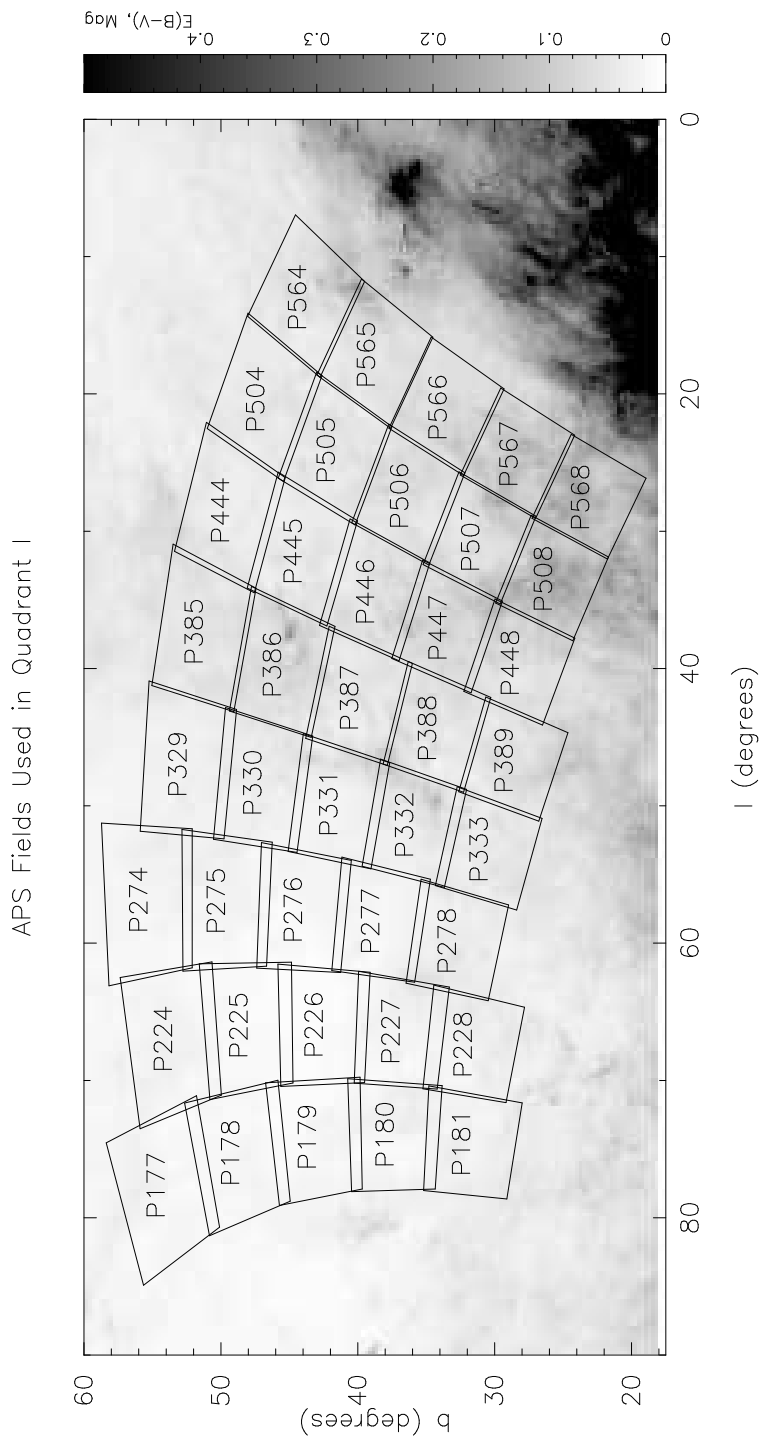 APS Fields Used in Quadrant I
E(B−V), Mag
0.4
0.3
0.2
0.1
0
P564
P565
P566
P567
P568
P504
P505
P506
P507
P508
P444
P445
P446
P447
P448
P385
P386
P387
P388
P389
P329
P330
P331
P332
P333
P274
P275
P276
P277
P278
P224
P225
P226
P227
P228
P177
P178
P179
P180
P181
0
20
40
60
80
l (degrees)
60
50
40
30
20
b (degrees)